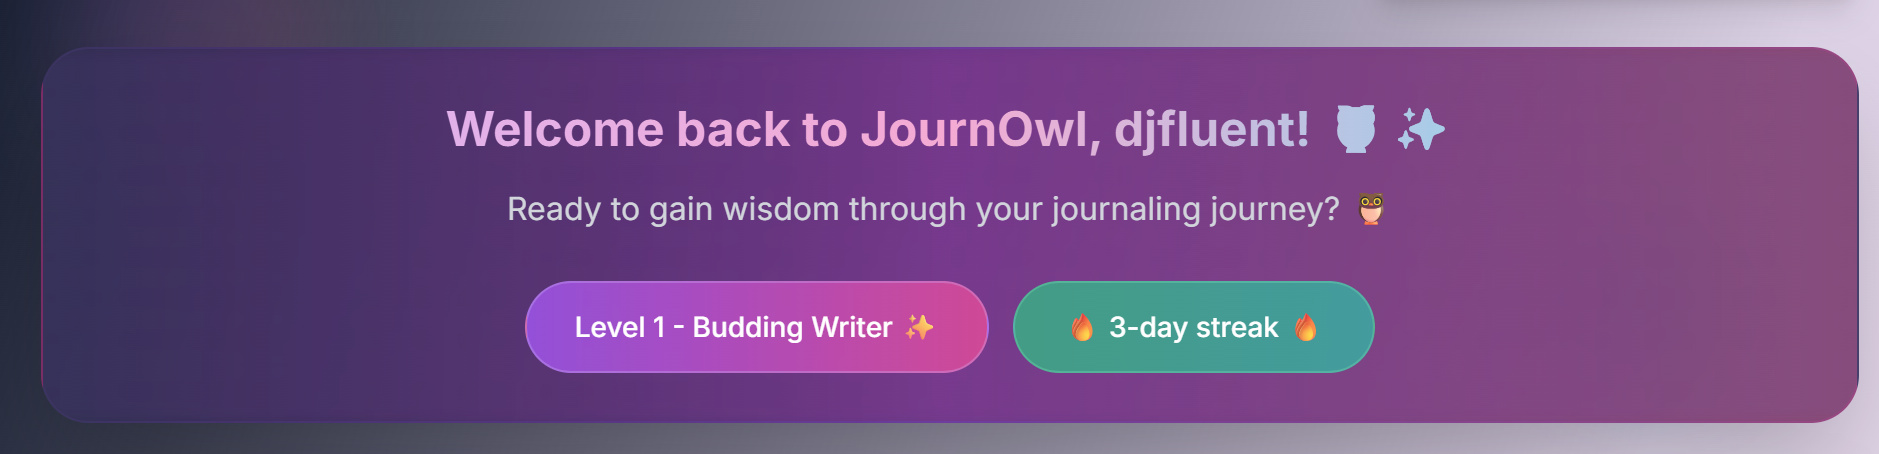 Welcome back to JournOwl, djfluent! 🦉 ✨
Ready to gain wisdom through your journaling journey? 🦉
Level 1 - Budding Writer ✨
🔥 3-day streak 🔥